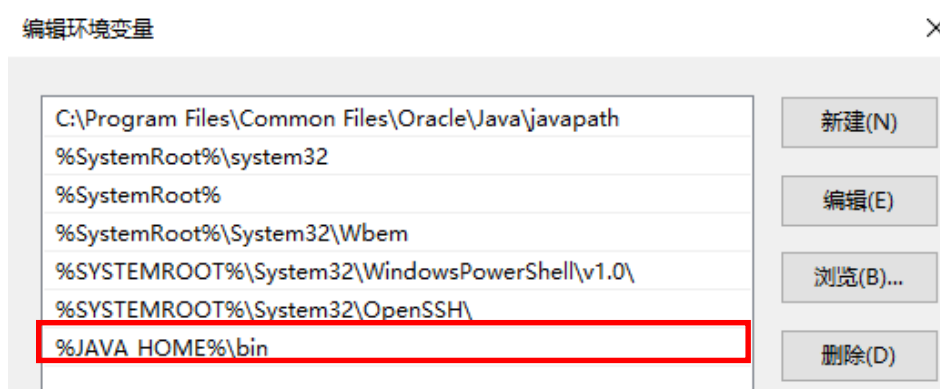 编辑环境变量
C:\Program Files\Common Files\Oracle\Java\javapath
新建(N)
%SystemRoot%\system32
%SystemRoot%
编辑(E)
%SystemRoot%\System32\Wbem
%SYSTEMROOT%\System32\WindowsPowerShell\v1.0\
浏览(B)...
%SYSTEMROOT%\System32\OpenSSH\
%JAVA_HOME%\bin
删除(D)